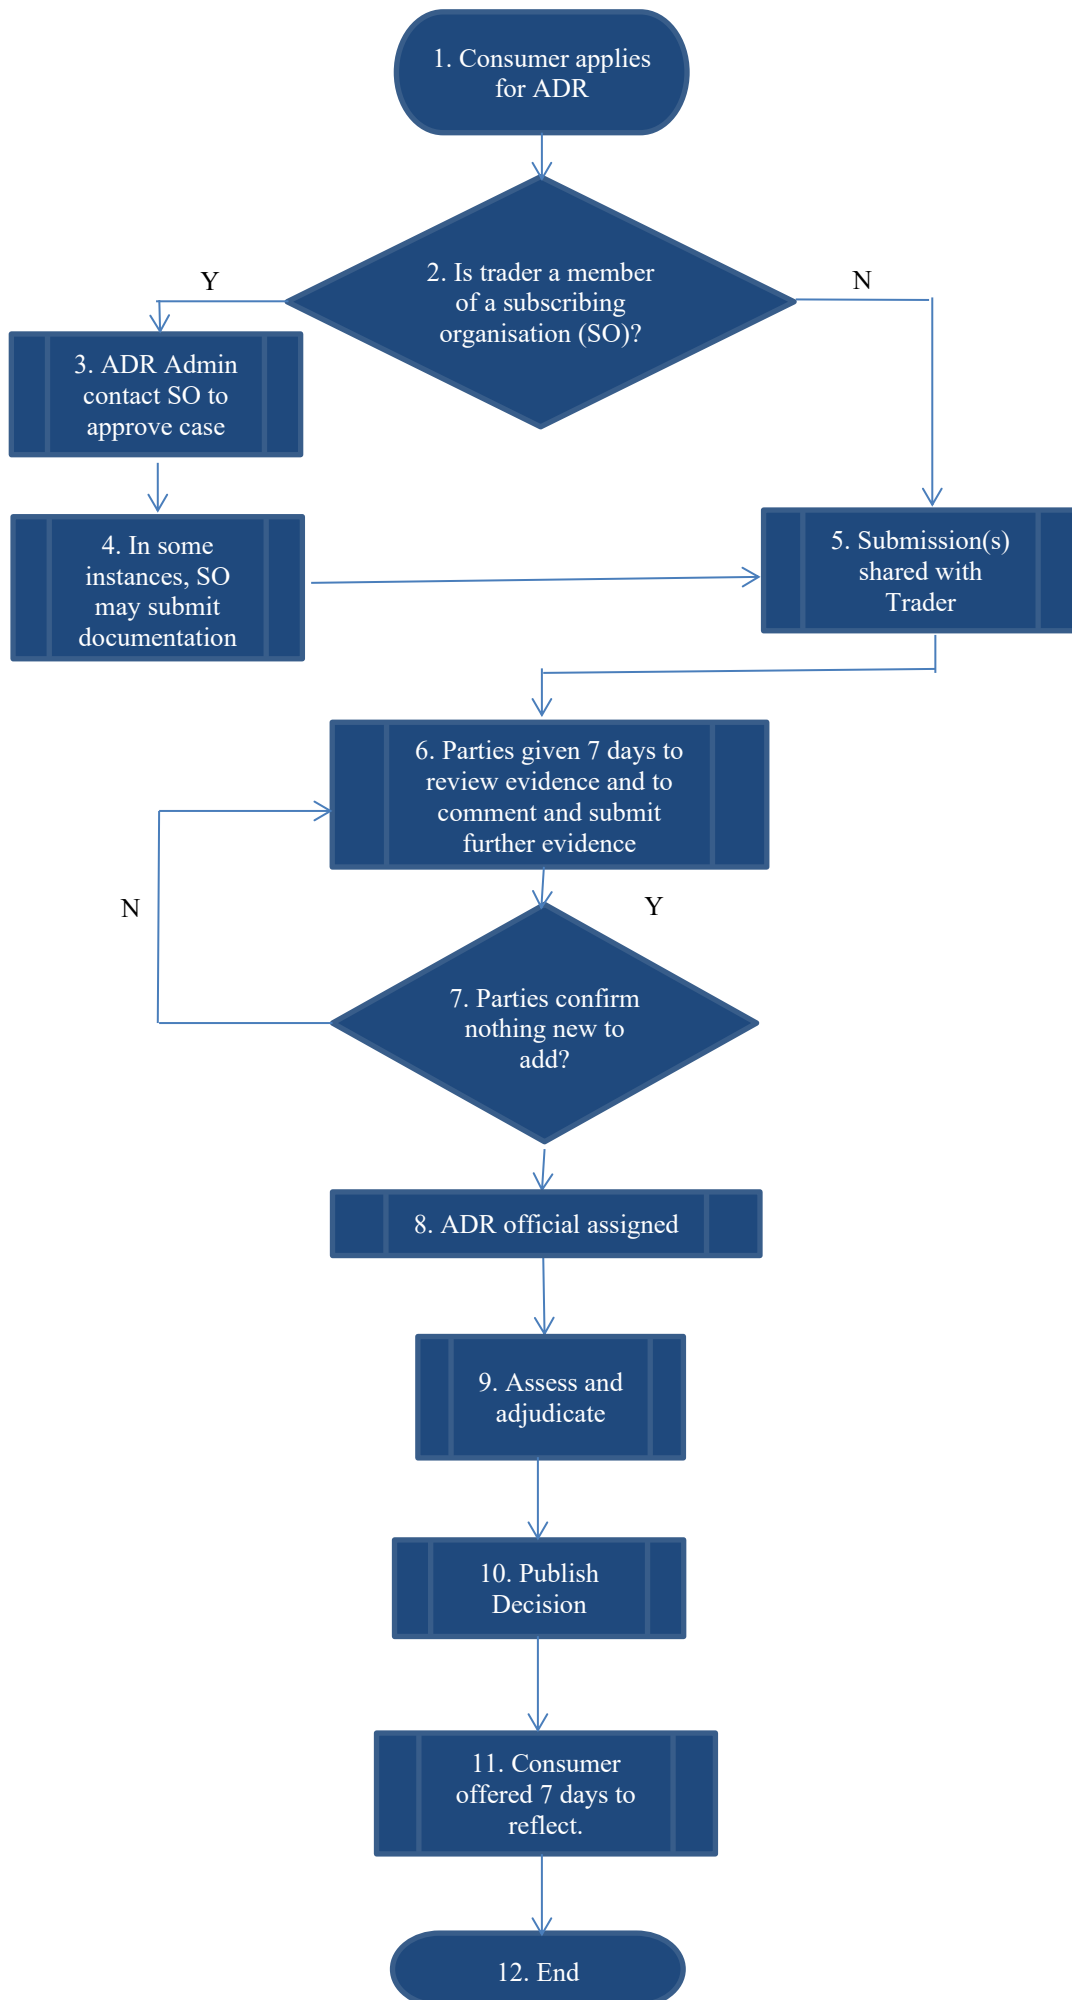 1. Consumer applies
for ADR
2. Is trader a member
of a subscribing
organisation (SO)?
Y
N
3. ADR Admin
contact SO to
approve case
4. In some
instances, SO
may submit
documentation
5. Submission(s)
shared with
Trader
6. Parties given 7 days to
review evidence and to
comment and submit
further evidence
N
Y
7. Parties confirm
nothing new to
add?
8. ADR official assigned
9. Assess and
adjudicate
10. Publish
Decision
11. Consumer
offered 7 days to
reflect.
12. End